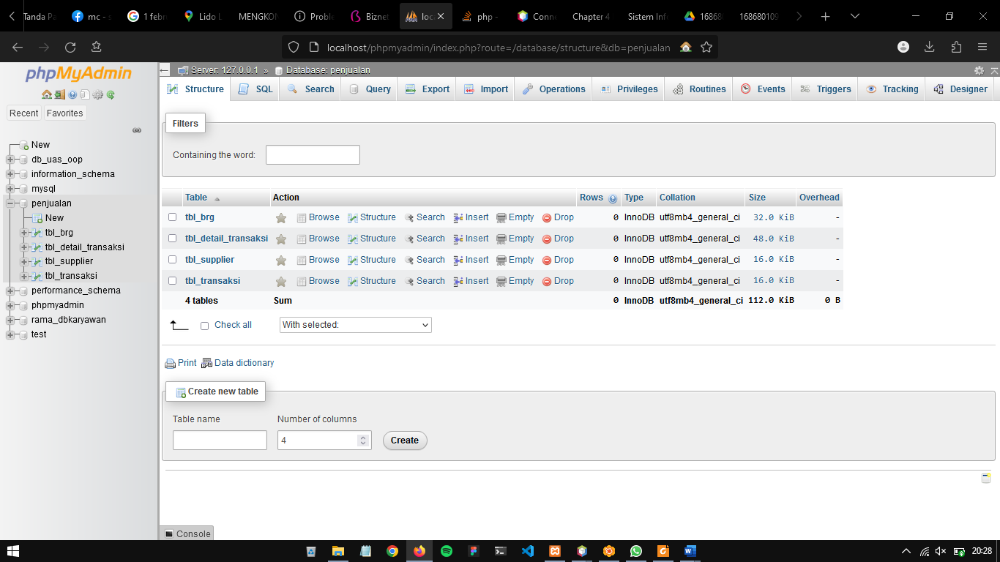 Tanda Pa
mc - s
1 febr
Lido L
MENGKON
Proble
Biznet
loc
php -
Conne
Chapter 4
Sistem Inf
16868
168680109
localhost/phpmyadmin/index.php?route=/database/structure&db=penjualan
phpMyAdmin
Recent
Favorites
New
db_uas_oop
information_schema
mysql
penjualan
New
tbl_brg
tbl_detail_transaksi
tbl_supplier
tbl_transaksi
performance_schema
phpmyadmin
rama_dbkaryawan
test
Server: 127.0.0.1 » Database: penjualan
Structure SQL Search Query Export Import Operations Privileges Routines Events Triggers Tracking Designer
Filters
Containing the word:
Table Action Rows Type Collation Size Overhead
tbl_brg Browse Structure Search Insert Empty Drop 0 InnoDB utf8mb4_general_ci 32.0 KiB -
tbl_detail_transaksi Browse Structure Search Insert Empty Drop 0 InnoDB utf8mb4_general_ci 48.0 KiB -
tbl_supplier Browse Structure Search Insert Empty Drop 0 InnoDB utf8mb4_general_ci 16.0 KiB -
tbl_transaksi Browse Structure Search Insert Empty Drop 0 InnoDB utf8mb4_general_ci 16.0 KiB -
4 tables Sum 0 InnoDB utf8mb4_general_ci 112.0 KiB 0 B
Check all
With selected:
Print
Data dictionary
Create new table
Table name
Number of columns
4
Create
Console
20:28